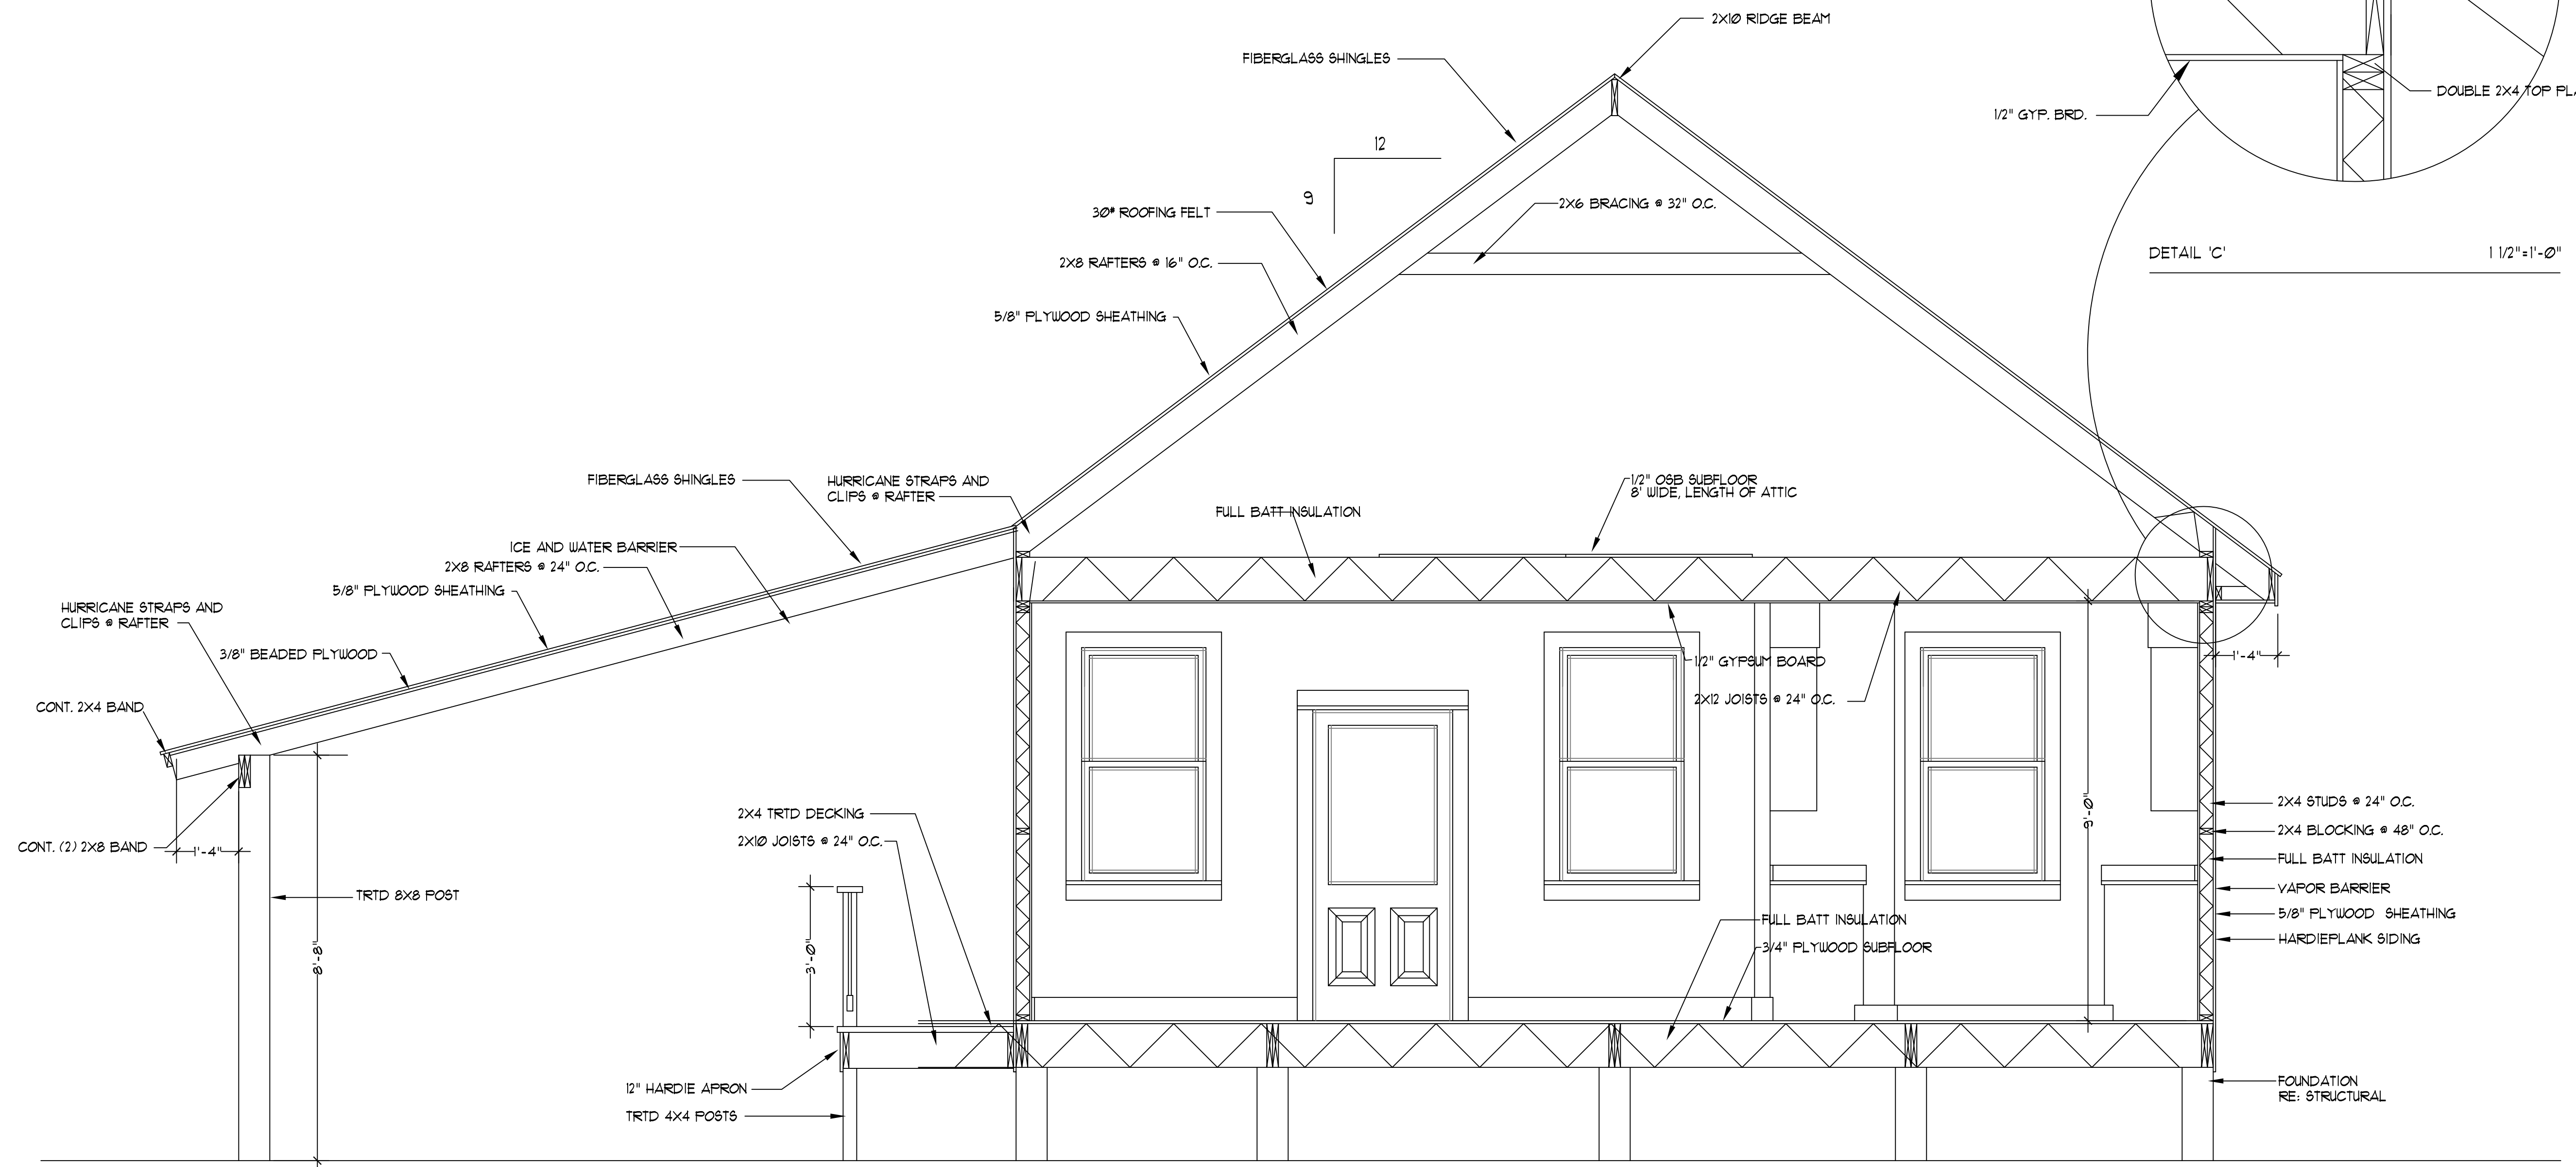 2X10 RIDGE BEAM
FIBERGLASS SHINGLES
DOUBLE 2X4 TOP
1/2" GYP. BRD.
12
9
2X6 BRACING @ 32" O.C.
30# ROOFING FELT
DETAIL 'C'
1 1/2"=1'-0"
2X8 RAFTERS @ 16" O.C.
5/8" PLYWOOD SHEATHING
FIBERGLASS SHINGLES
HURRICANE STRAPS AND
CLIPS @ RAFTER
1/2" OSB SUBFLOOR
8' WIDE, LENGTH OF ATTIC
FULL BATT INSULATION
ICE AND WATER BARRIER
2X8 RAFTERS @ 24" O.C.
5/8" PLYWOOD SHEATHING
HURRICANE STRAPS AND
CLIPS @ RAFTER
3/8" BEADED PLYWOOD
1/2" GYPSUM BOARD
1'-4"
2X12 JOISTS @ 24" O.C.
CONT. 2X4 BAND
2X4 STUDS @ 24" O.C.
9'-0"
2X4 TRTD DECKING
2X4 BLOCKING @ 48" O.C.
2X10 JOISTS @ 24" O.C.
CONT. (2) 2X8 BAND
1'-4"
FULL BATT INSULATION
VAPOR BARRIER
TRTD 8X8 POST
5/8" PLYWOOD SHEATHING
FULL BATT INSULATION
HARDIEPLANK SIDING
3/4" PLYWOOD SUBFLOOR
8'-8"
3'-0"
FOUNDATION
RE: STRUCTURAL
12" HARDIE APRON
TRTD 4X4 POSTS